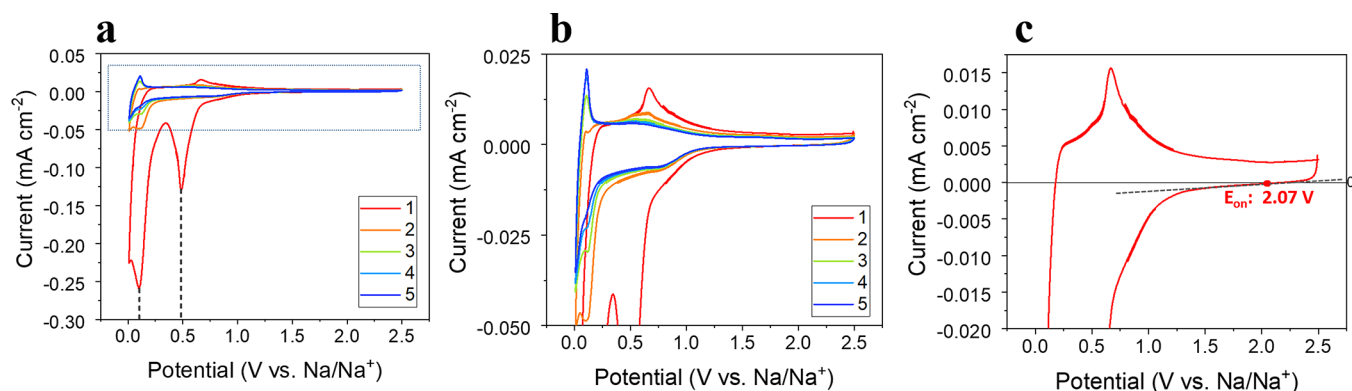 a
0.05
0.00
-0.05
-0.10
-0.15
-0.20
-0.25
-0.30
Current (mA cm⁻²)
1
2
3
4
5
0.0 0.5 1.0 1.5 2.0 2.5
Potential (V vs. Na/Na⁺)
b
0.025
0.000
-0.025
-0.050
Current (mA cm⁻²)
1
2
3
4
5
0.0 0.5 1.0 1.5 2.0 2.5
Potential (V vs. Na/Na⁺)
c
0.015
0.010
0.005
0.000
-0.005
-0.010
-0.015
-0.020
Current (mA cm⁻²)
0
Eon: 2.07 V
0.0 0.5 1.0 1.5 2.0 2.5
Potential (V vs. Na/Na⁺)